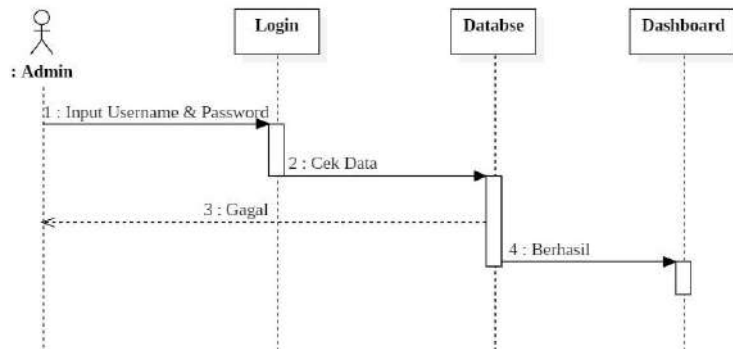 Login
Databse
Dashboard
: Admin
1 : Input Username & Password
2 : Cek Data
3 : Gagal
4 : Berhasil